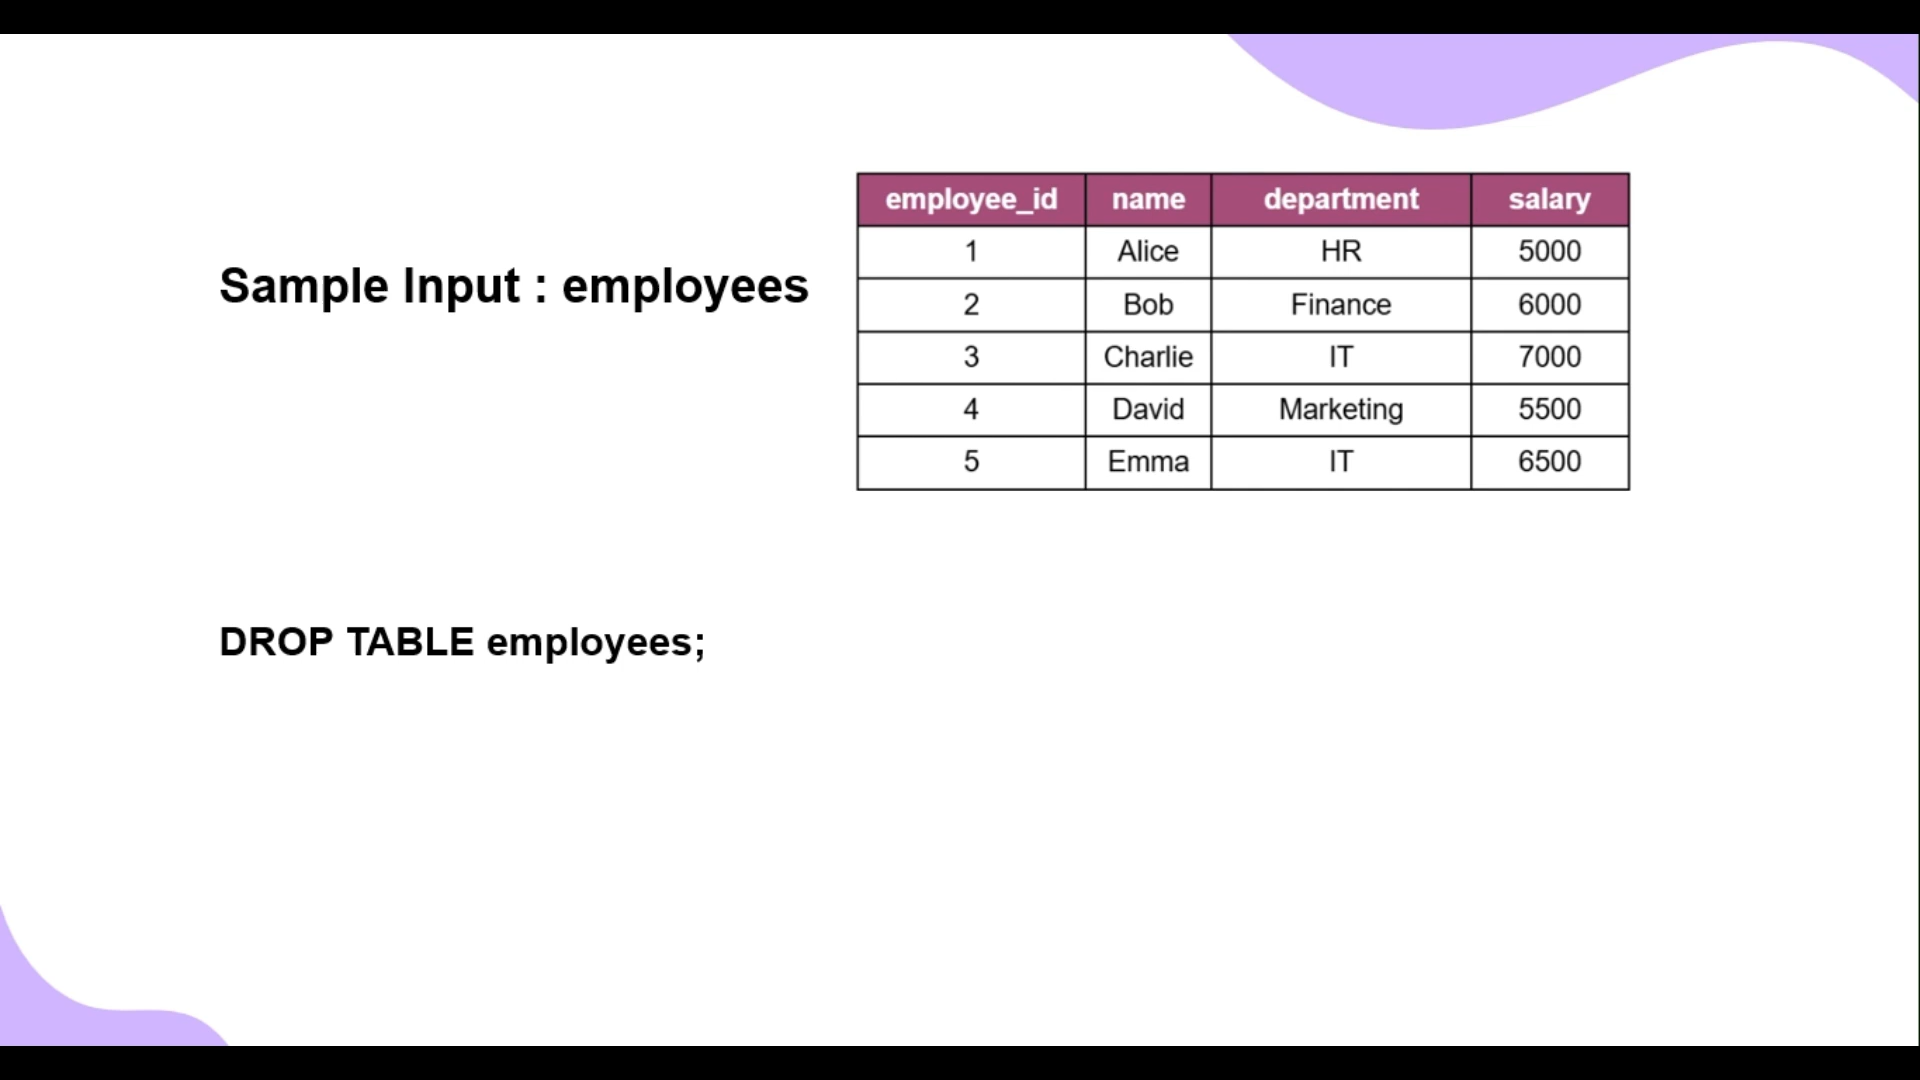 Sample Input : employees
employee_id name department salary
1 Alice HR 5000
2 Bob Finance 6000
3 Charlie IT 7000
4 David Marketing 5500
5 Emma IT 6500
DROP TABLE employees;